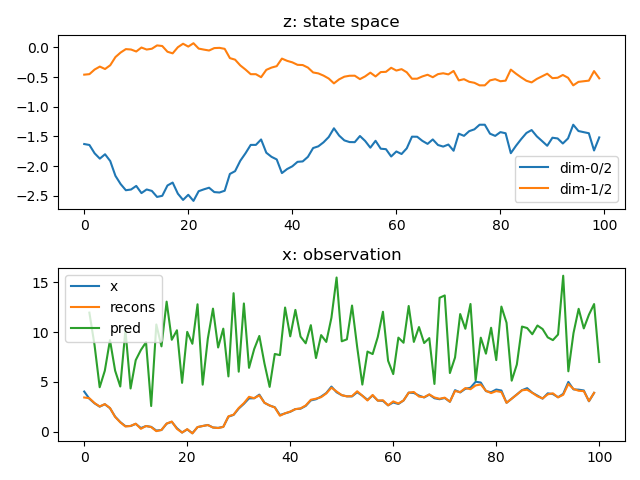 z: state space
0.0
−0.5
−1.0
−1.5
−2.0
−2.5
dim-0/2
dim-1/2
0 20 40 60 80 100
x: observation
15
10
5
0
x
recons
pred
0 20 40 60 80 100